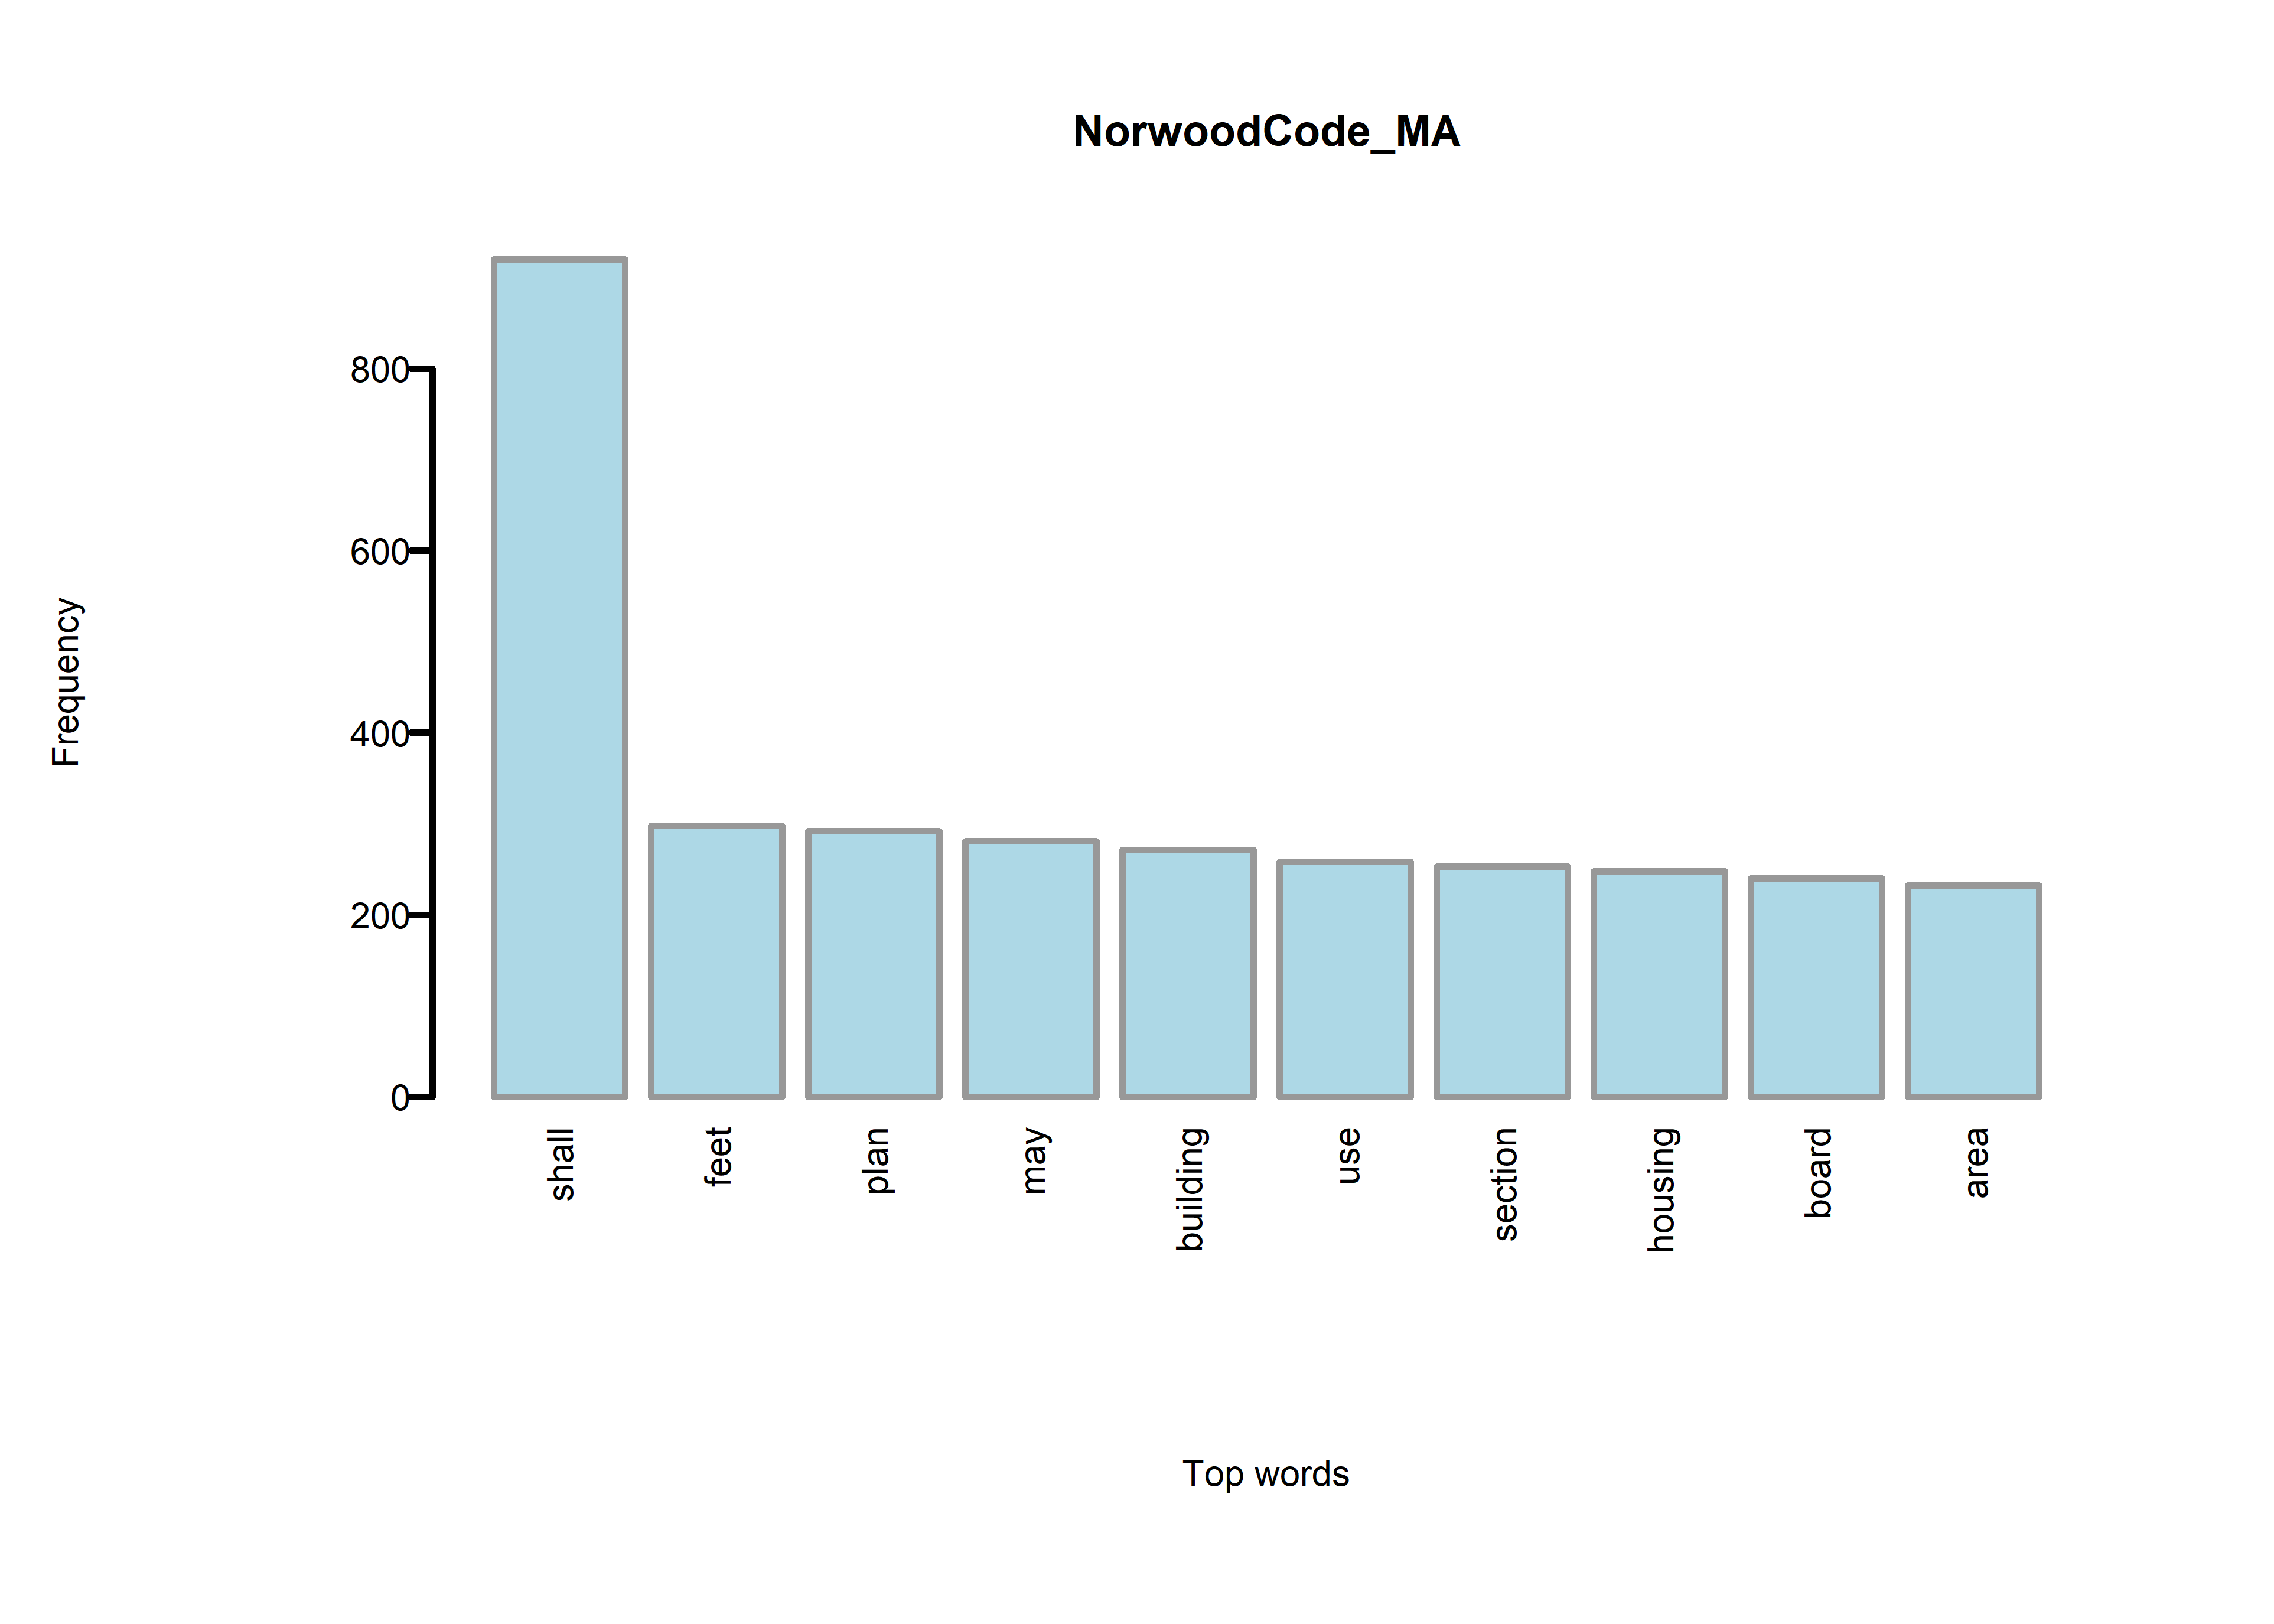 NorwoodCode_MA
Frequency
800
600
400
200
0
shall
feet
plan
may
building
use
section
housing
board
area
Top words